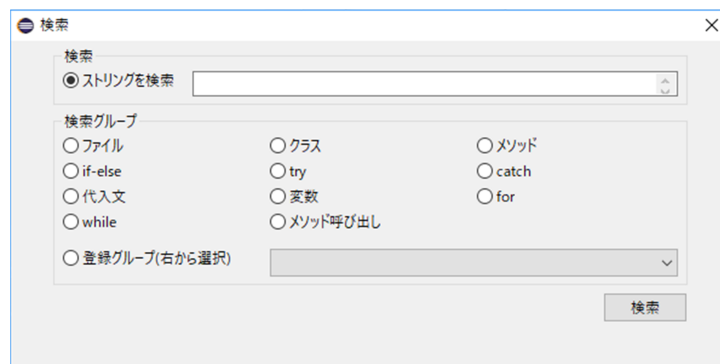 検索
検索
ストリングを検索
検索グループ
ファイル クラス メソッド
if-else try catch
代入文 変数 for
while メソッド呼び出し
登録グループ(右から選択)
検索